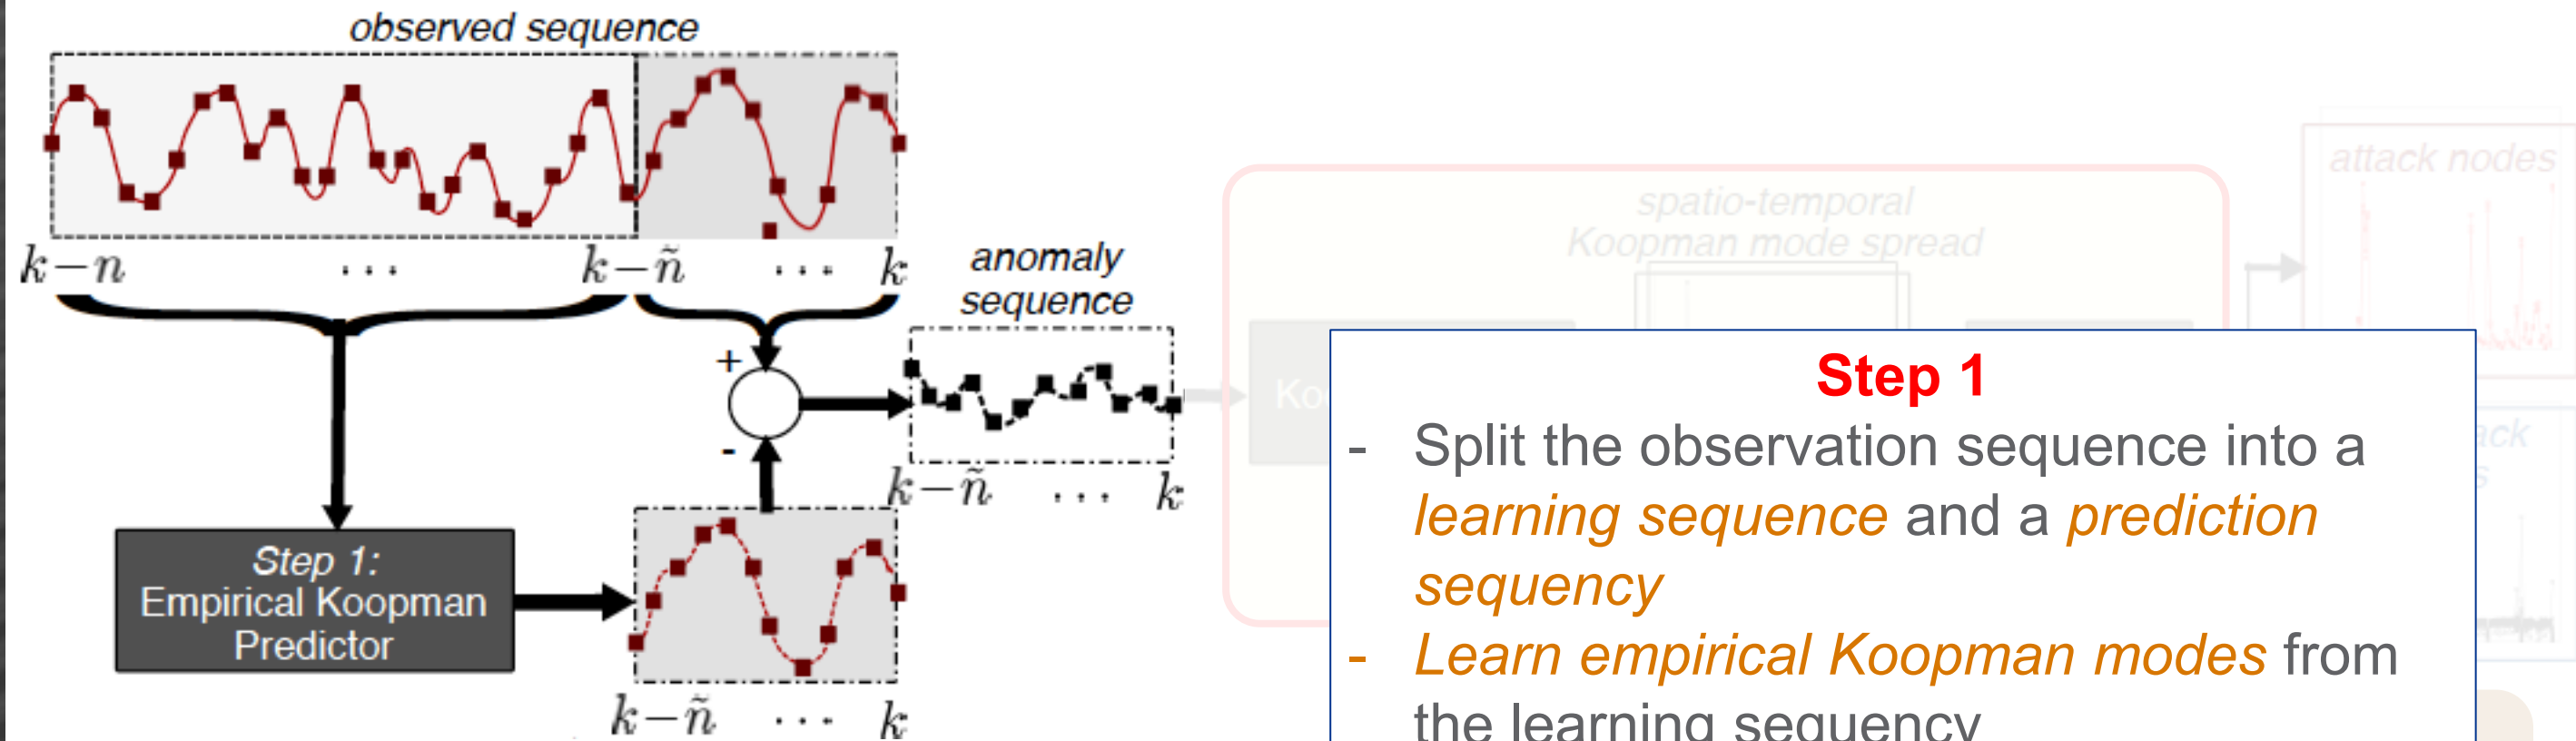 observed sequence
k−n ... k−ñ ... k
anomaly
sequence
+
-
k−ñ ... k
Step 1:
Empirical Koopman
Predictor
k−ñ ... k
spatio-temporal
Koopman mode spread
attack nodes
Step 1
- Split the observation sequence into a
learning sequence and a prediction
sequency
- Learn empirical Koopman modes from
the learning sequency